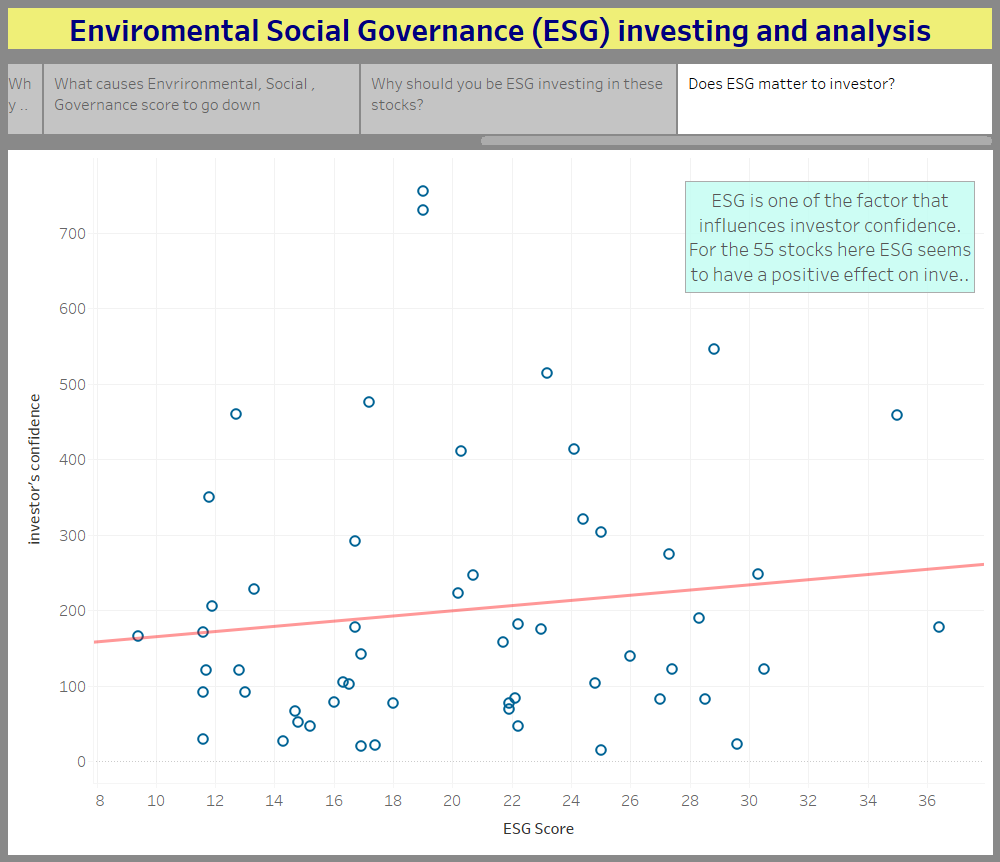 Enviromental Social Governance (ESG) investing and analysis
Wh
y ..
What causes Envrironmental, Social ,
Governance score to go down
Why should you be ESG investing in these
stocks?
Does ESG matter to investor?
ESG is one of the factor that
influences investor confidence.
For the 55 stocks here ESG seems
to have a positive effect on inve..
investor's confidence
700
600
500
400
300
200
100
0
8 10 12 14 16 18 20 22 24 26 28 30 32 34 36
ESG Score